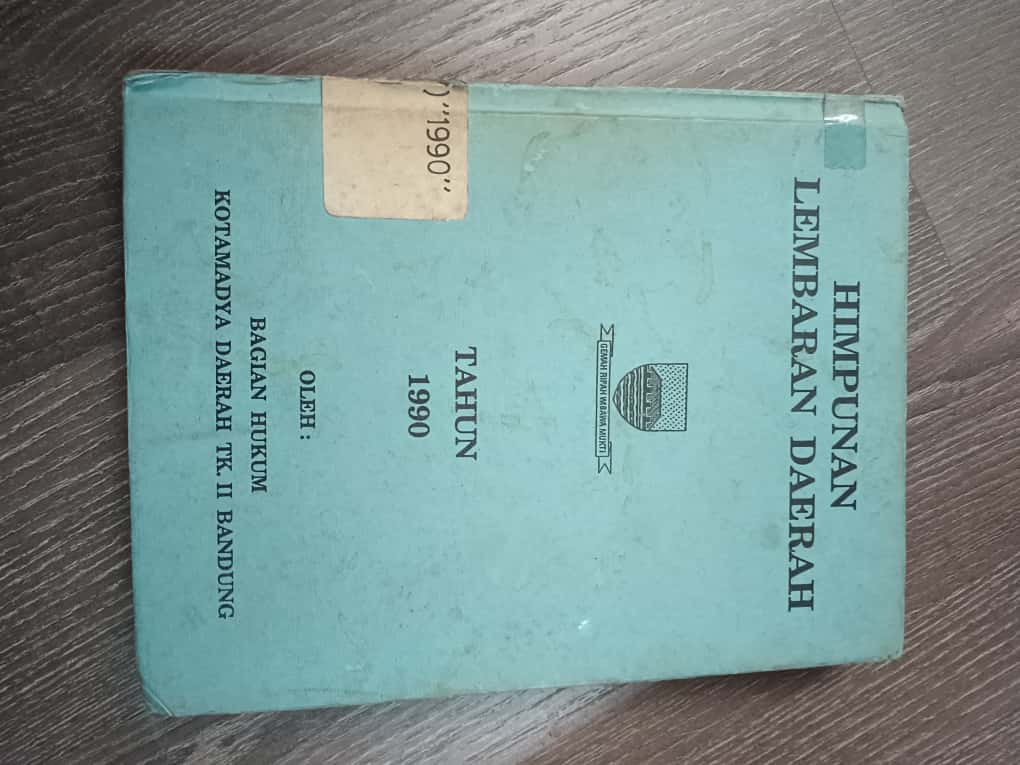 HIMPUNAN
LEMBARAN DAERAH
GEMAH RIPAH WIBAWA MUKTI
TAHUN
1990
OLEH :
BAGIAN HUKUM
KOTAMADYA DAERAH TK. II BANDUNG
)"1990"